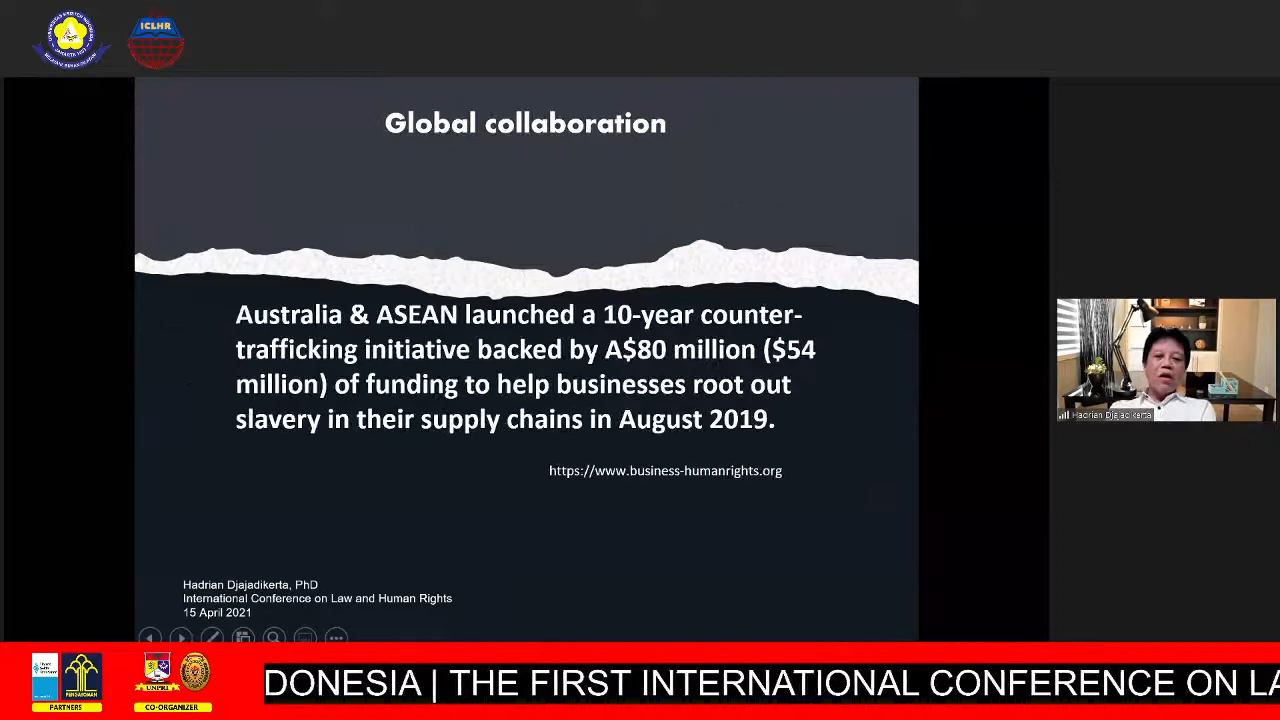 ICLHR
Global collaboration
Australia & ASEAN launched a 10-year counter-
trafficking initiative backed by A$80 million ($54
million) of funding to help businesses root out
slavery in their supply chains in August 2019.
https://www.business-humanrights.org
Hadrian Djajadikerta
Hadrian Djajadikerta, PhD
International Conference on Law and Human Rights
15 April 2021
PENGAYOMAN
UNPRI
PARTNERS
CO-ORGANIZER
DONESIA | THE FIRST INTERNATIONAL CONFERENCE ON LA